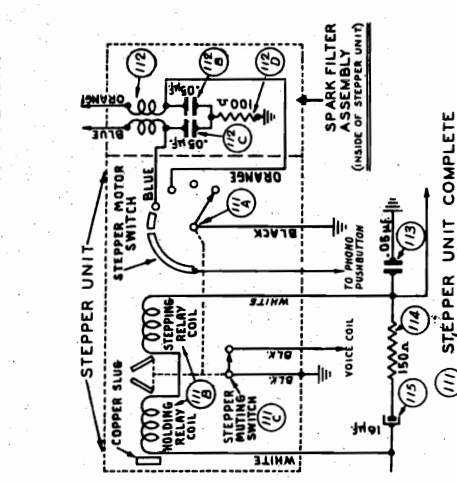 STEPPER UNIT
COPPER SLUG
HOLDING
RELAY
COIL
STEPPING
RELAY
COIL
111
B
STEPPER
MUTING
SWITCH
111
C
WHITE
WHITE
BLK.
BLK.
VOICE COIL
STEPPER MOTOR
SWITCH
BLUE
ORANGE
111
A
BLACK
TO PHONO
PUSHBUTTON
BLUE
ORANGE
112
.05µF.
.05µF.
112
B
112
C
100Ω
112
D
SPARK FILTER
ASSEMBLY
(INSIDE OF STEPPER UNIT)
16µF.
115
150Ω
114
.05µF
113
111
STEPPER UNIT COMPLETE